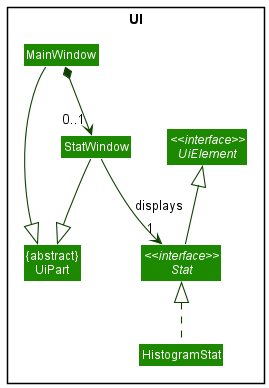 UI
MainWindow
0..1
StatWindow
<<interface>>
UiElement
displays
1
{abstract}
UiPart
<<interface>>
Stat
HistogramStat